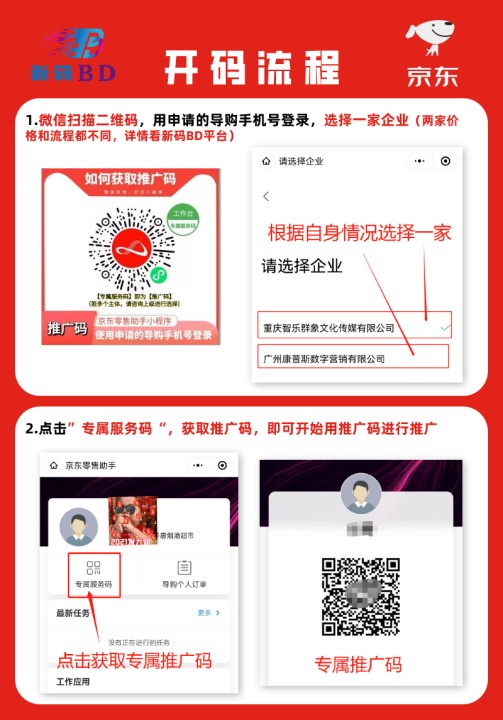 新码BD
开码流程
京东
1.微信扫描二维码，用申请的导购手机号登录，选择一家企业（两家价
格和流程都不同，详情看新码BD平台）
如何获取推广码
工作台
专属服务码
【专属服务码】即为【推广码】
(若多个主体，请咨询上级进行选择)
推广码
京东零售助手小程序
使用申请的导购手机号登录
请选择企业
根据自身情况选择一家
请选择企业
重庆智乐群象文化传媒有限公司
广州康普斯数字营销有限公司
2.点击”专属服务码“，获取推广码，即可开始用推广码进行推广
京东零售助手
惠烟酒超市
专属服务码
导购个人订单
最新任务
更多
没有正在进行的任务
点击获取专属推广码
工作应用
专属推广码